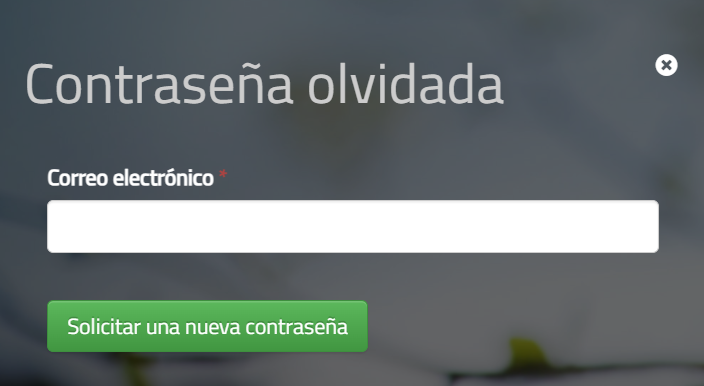 Contraseña olvidada
Correo electrónico *
Solicitar una nueva contraseña